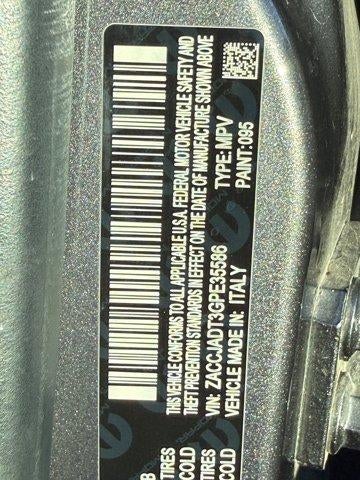 THIS VEHICLE CONFORMS TO ALL APPLICABLE U.S.A. FEDERAL MOTOR VEHICLE SAFETY AND
THEFT PREVENTION STANDARDS IN EFFECT ON THE DATE OF MANUFACTURE SHOWN ABOVE
VIN: ZACCJADT3GPE35586 TYPE: MPV
VEHICLE MADE IN: ITALY PAINT: 095
B
TIRES
COLD
TIRES
COLD